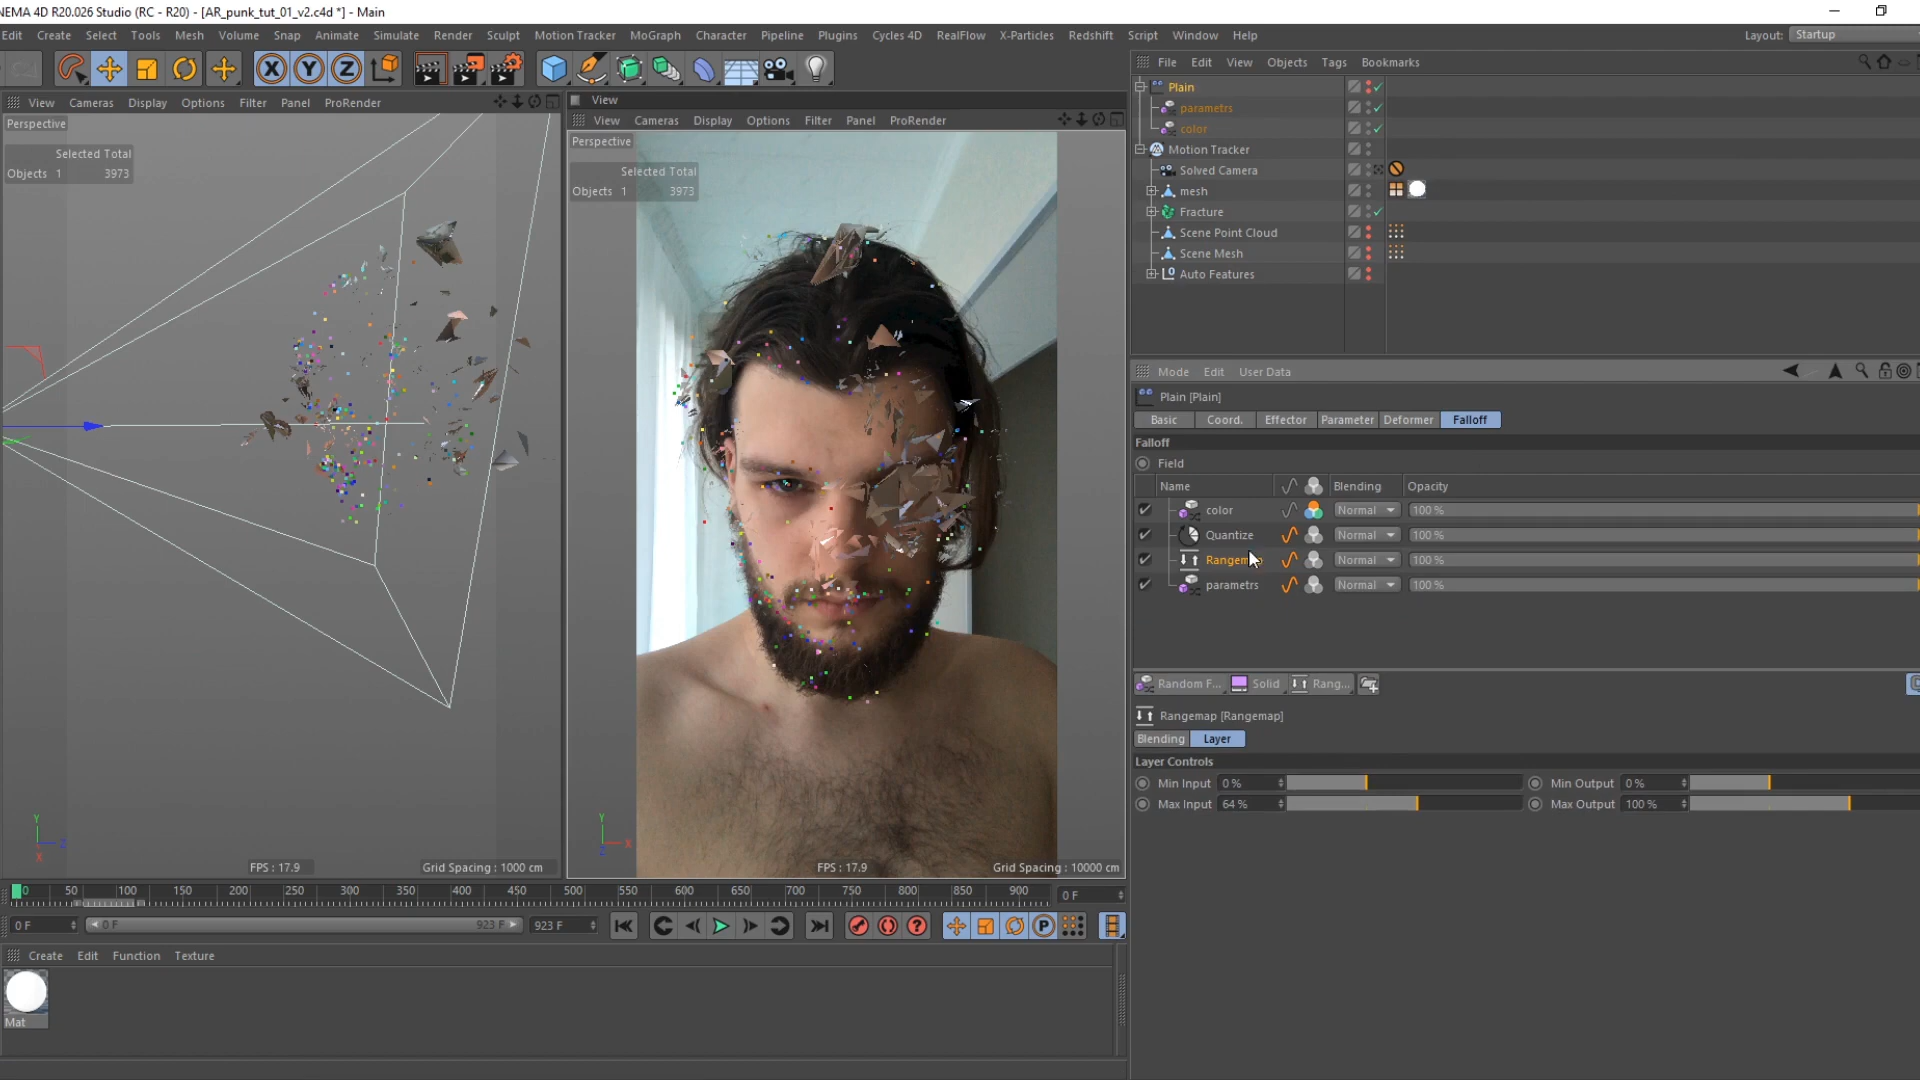 NEMA 4D R20.026 Studio (RC - R20) - [AR_punk_tut_01_v2.c4d *] - Main
Edit Create Select Tools Mesh Volume Snap Animate Simulate Render Sculpt Motion Tracker MoGraph Character Pipeline Plugins Cycles 4D RealFlow X-Particles Redshift Script Window Help
Layout: Startup
X Y Z
File Edit View Objects Tags Bookmarks
Plain
parametrs
color
Motion Tracker
Solved Camera
mesh
Fracture
Scene Point Cloud
Scene Mesh
Auto Features
View Cameras Display Options Filter Panel ProRender
Perspective
Selected Total
Objects 1 3973
Y
Z
X
FPS : 17.9
Grid Spacing : 1000 cm
View
View Cameras Display Options Filter Panel ProRender
Perspective
Selected Total
Objects 1 3973
Y
X
Z
FPS : 17.9
Grid Spacing : 10000 cm
Mode Edit User Data
Plain [Plain]
Basic Coord. Effector Parameter Deformer Falloff
Falloff
Field
Name Blending Opacity
color Normal 100 %
Quantize Normal 100 %
Rangem Normal 100 %
parametrs Normal 100 %
Random F... Solid Rang...
Rangemap [Rangemap]
Blending Layer
Layer Controls
Min Input 0 % Min Output 0 %
Max Input 64 % Max Output 100 %
0 50 100 150 200 250 300 350 400 450 500 550 600 650 700 750 800 850 900
0 F
0 F 0 F 923 F 923 F
P
Create Edit Function Texture
Mat